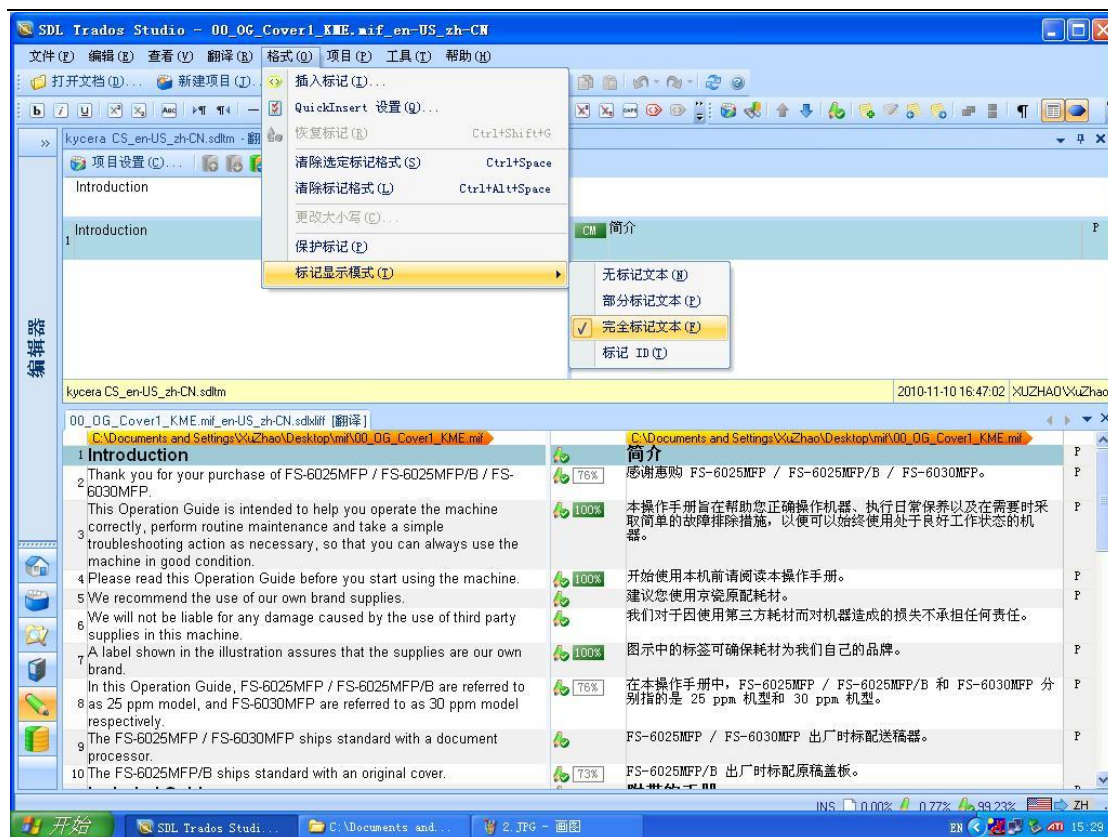 SDL Trados Studio - 00_OG_Cover1_KME.mif_en-US_zh-CN
文件(F) 编辑(E) 查看(V) 翻译(R) 格式(O) 项目(P) 工具(T) 帮助(H)
打开文档(D)... 新建项目(J)
插入标记(I)...
QuickInsert 设置(Q)...
恢复标记(R) Ctrl+Shift+G
清除选定标记格式(S) Ctrl+Space
清除标记格式(L) Ctrl+Alt+Space
更改大小写(C)...
保护标记(P)
标记显示模式(T)
无标记文本(N)
部分标记文本(P)
完全标记文本(F)
标记 ID(T)
kycera CS_en-US_zh-CN.sdltm - 翻
项目设置(C)...
Introduction
1 Introduction CM 简介 P
编辑器
kycera CS_en-US_zh-CN.sdltm 2010-11-10 16:47:02 XUZHAO\XuZhao
00_OG_Cover1_KME.mif_en-US_zh-CN.sdlxliff [翻译]
C:\Documents and Settings\XuZhao\Desktop\mif\00_OG_Cover1_KME.mif C:\Documents and Settings\XuZhao\Desktop\mif\00_OG_Cover1_KME.mif
1 Introduction 简介 P
2 Thank you for your purchase of FS-6025MFP / FS-6025MFP/B / FS-
6030MFP.
76% 感谢惠购 FS-6025MFP / FS-6025MFP/B / FS-6030MFP。 P
3 This Operation Guide is intended to help you operate the machine
correctly, perform routine maintenance and take a simple
troubleshooting action as necessary, so that you can always use the
machine in good condition.
100% 本操作手册旨在帮助您正确操作机器、执行日常保养以及在需要时采
取简单的故障排除措施，以便可以始终使用处于良好工作状态的机
器。 P
4 Please read this Operation Guide before you start using the machine. 100% 开始使用本机前请阅读本操作手册。 P
5 We recommend the use of our own brand supplies. 建议您使用京瓷原配耗材。 P
6 We will not be liable for any damage caused by the use of third party
supplies in this machine.
我们对于因使用第三方耗材而对机器造成的损失不承担任何责任。
7 A label shown in the illustration assures that the supplies are our own
brand.
100% 图示中的标签可确保耗材为我们自己的品牌。 P
8 In this Operation Guide, FS-6025MFP / FS-6025MFP/B are referred to
as 25 ppm model, and FS-6030MFP are referred to as 30 ppm model
respectively.
76% 在本操作手册中，FS-6025MFP / FS-6025MFP/B 和 FS-6030MFP 分
别指的是 25 ppm 机型和 30 ppm 机型。 P
9 The FS-6025MFP / FS-6030MFP ships standard with a document
processor.
FS-6025MFP / FS-6030MFP 出厂时标配送稿器。 P
10 The FS-6025MFP/B ships standard with an original cover. 73% FS-6025MFP/B 出厂时标配原稿盖板。 P
INS 0.00% 0.77% 99.23% ZH
开始 SDL Trados Studi... C:\Documents and... 2.JPG - 画图 EN 15:29